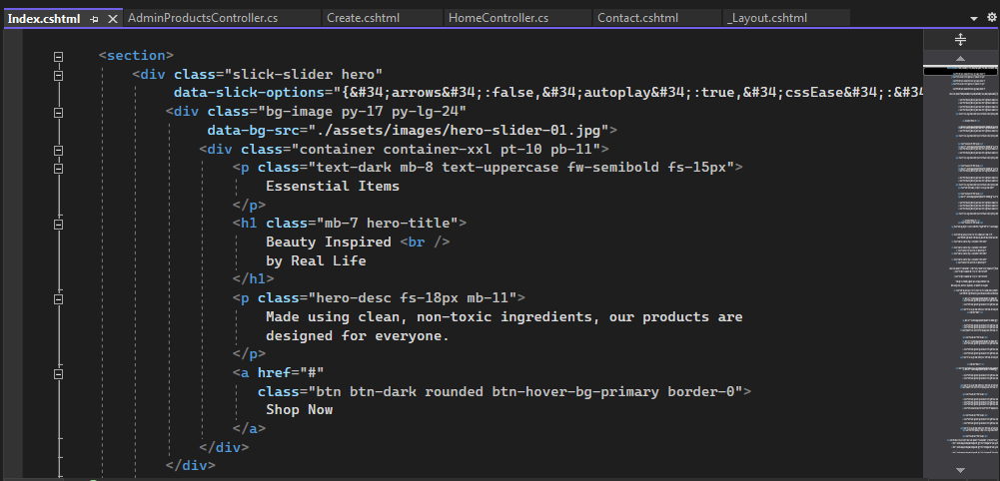 Index.cshtml AdminProductsController.cs Create.cshtml HomeController.cs Contact.cshtml _Layout.cshtml
<section>
<div class="slick-slider hero"
data-slick-options="{&#34;arrows&#34;:false,&#34;autoplay&#34;:true,&#34;cssEase&#34;:&#34
<div class="bg-image py-17 py-lg-24"
data-bg-src="./assets/images/hero-slider-01.jpg">
<div class="container container-xxl pt-10 pb-11">
<p class="text-dark mb-8 text-uppercase fw-semibold fs-15px">
Essenstial Items
</p>
<h1 class="mb-7 hero-title">
Beauty Inspired <br />
by Real Life
</h1>
<p class="hero-desc fs-18px mb-11">
Made using clean, non-toxic ingredients, our products are
designed for everyone.
</p>
<a href="#"
class="btn btn-dark rounded btn-hover-bg-primary border-0">
Shop Now
</a>
</div>
</div>